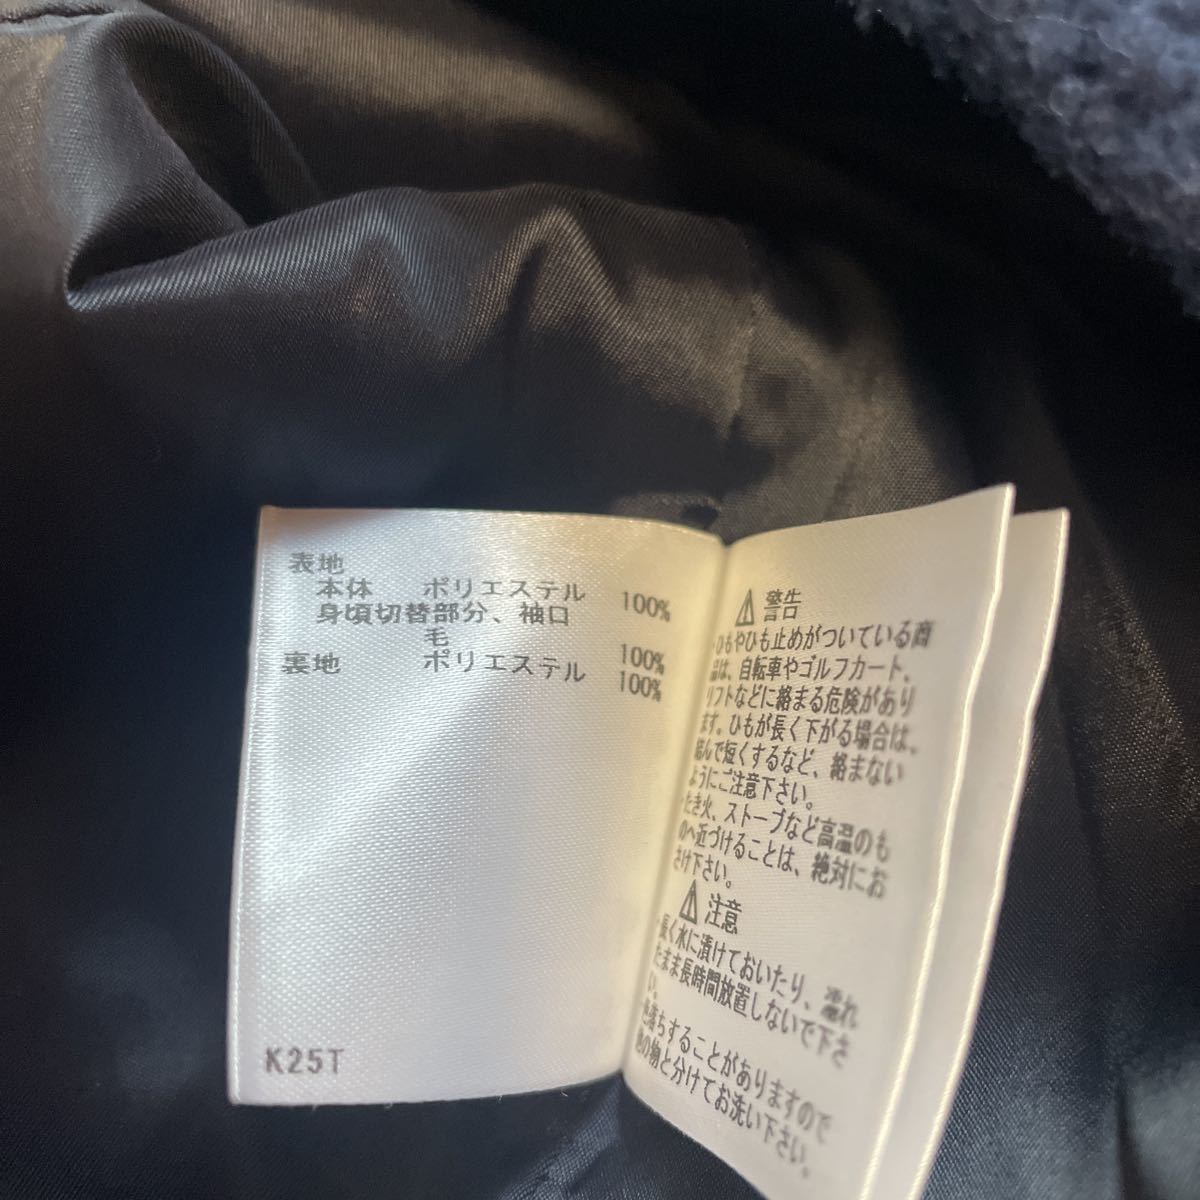 表地
本体 ポリエステル 100%
身頃切替部分、袖口
毛 100%
裏地 ポリエステル 100%
K25T
警告
・ひもやひも止めがついている商
品は、自転車やゴルフカート、
リフトなどに絡まる危険があり
ます。ひもが長く下がる場合は、
結んで短くするなど、絡まない
ようにご注意下さい。
・たき火、ストーブなど高温のも
のへ近づけることは、絶対にお
さけ下さい。
注意
・長く水に漬けておいたり、濡れ
たまま長時間放置しないで下さ
い。
・色落ちすることがありますので
他の物と分けてお洗い下さい。